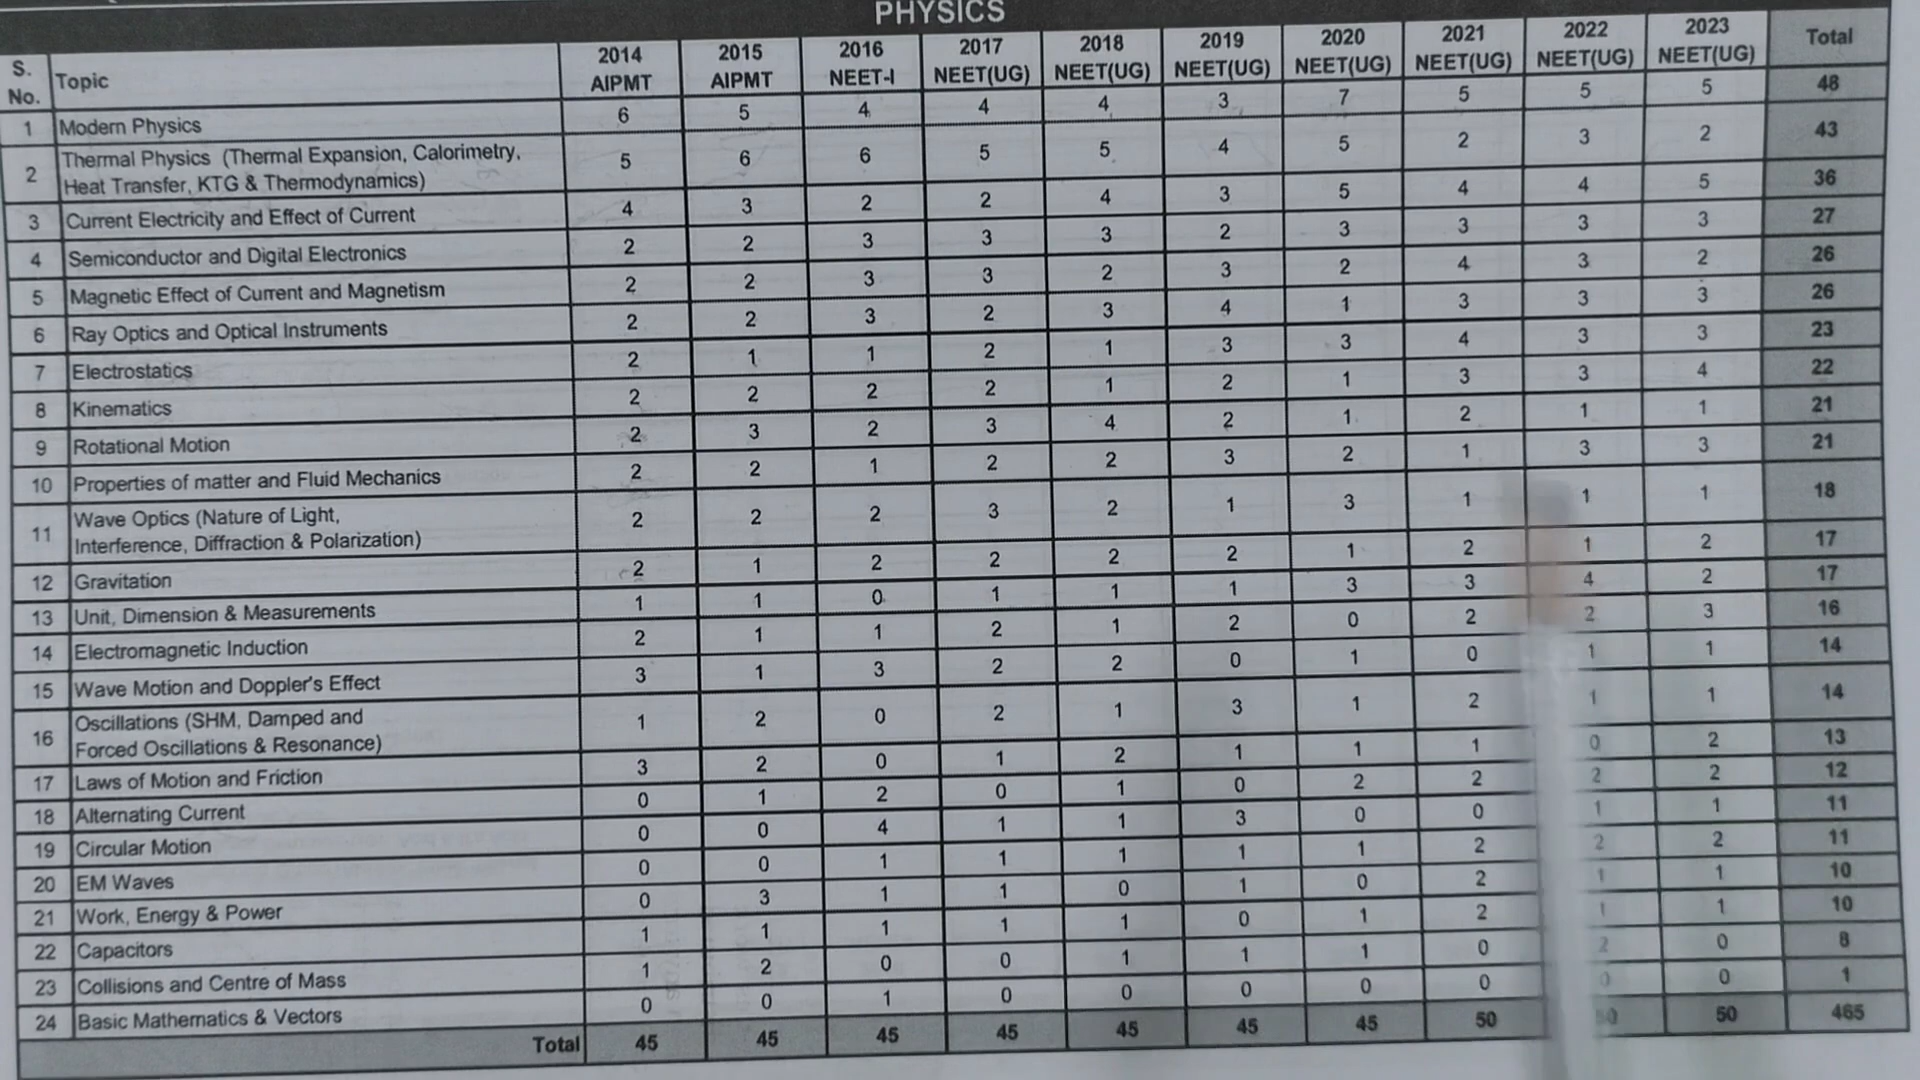 PHYSICS
S. No. Topic 2014 AIPMT 2015 AIPMT 2016 NEET-I 2017 NEET(UG) 2018 NEET(UG) 2019 NEET(UG) 2020 NEET(UG) 2021 NEET(UG) 2022 NEET(UG) 2023 NEET(UG) Total
1 Modern Physics 6 5 4 4 4 3 7 5 5 5 48
2 Thermal Physics (Thermal Expansion, Calorimetry, Heat Transfer, KTG & Thermodynamics) 5 6 6 5 5 4 5 2 3 2 43
3 Current Electricity and Effect of Current 4 3 2 2 4 3 5 4 4 5 36
4 Semiconductor and Digital Electronics 2 2 3 3 3 2 3 3 3 3 27
5 Magnetic Effect of Current and Magnetism 2 2 3 3 2 3 2 4 3 2 26
6 Ray Optics and Optical Instruments 2 2 3 2 3 4 1 3 3 3 26
7 Electrostatics 2 1 1 2 1 3 3 4 3 3 23
8 Kinematics 2 2 2 2 1 2 1 3 3 4 22
9 Rotational Motion 2 3 2 3 4 2 1 2 1 1 21
10 Properties of matter and Fluid Mechanics 2 2 1 2 2 3 2 1 3 3 21
11 Wave Optics (Nature of Light, Interference, Diffraction & Polarization) 2 2 2 3 2 1 3 1 1 1 18
12 Gravitation 2 1 2 2 2 2 1 2 1 2 17
13 Unit, Dimension & Measurements 1 1 0 1 1 1 3 3 4 2 17
14 Electromagnetic Induction 2 1 1 2 1 2 0 2 2 3 16
15 Wave Motion and Doppler's Effect 3 1 3 2 2 0 1 0 1 1 14
16 Oscillations (SHM, Damped and Forced Oscillations & Resonance) 1 2 0 2 1 3 1 2 1 1 14
17 Laws of Motion and Friction 3 2 0 1 2 1 1 1 0 2 13
18 Alternating Current 0 1 2 0 1 0 2 2 2 2 12
19 Circular Motion 0 0 4 1 1 3 0 0 1 1 11
20 EM Waves 0 0 1 1 1 1 1 2 2 2 11
21 Work, Energy & Power 0 3 1 1 0 1 0 2 1 1 10
22 Capacitors 1 1 1 1 1 0 1 2 1 1 10
23 Collisions and Centre of Mass 1 2 0 0 1 1 1 0 2 0 8
24 Basic Mathematics & Vectors 0 0 1 0 0 0 0 0 0 0 1
Total 45 45 45 45 45 45 45 50 50 50 465